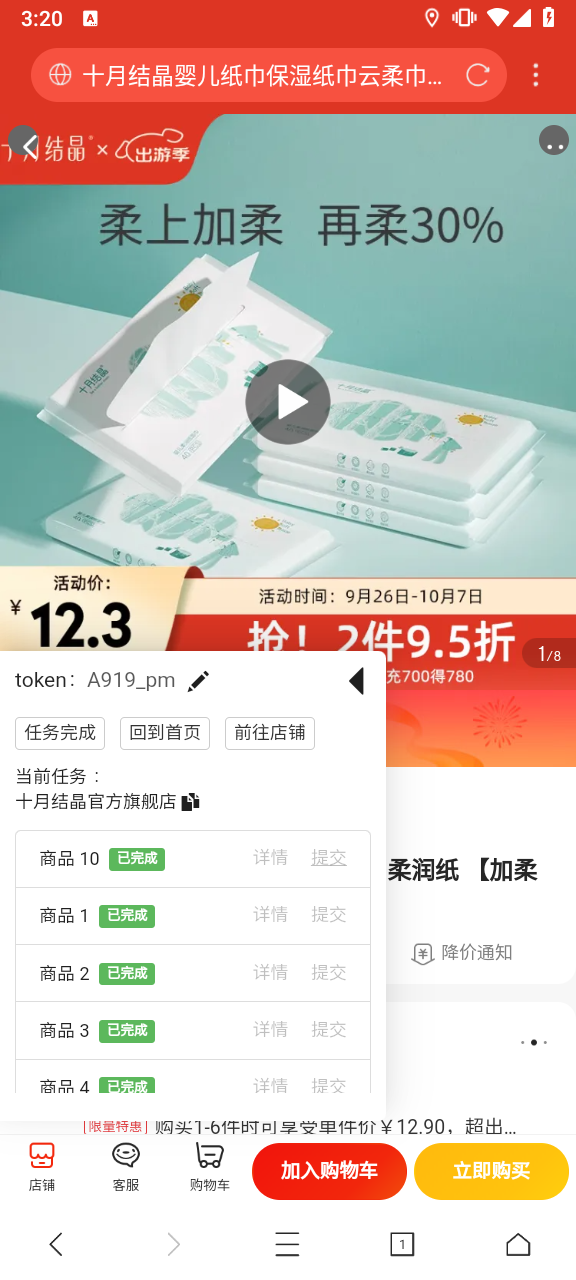 3:20
十月结晶婴儿纸巾保湿纸巾云柔巾...
十月结晶 × 出游季
柔上加柔 再柔30%
十月结晶
十月结晶
活动价：
¥12.3
活动时间：9月26日-10月7日
抢！2件9.5折
充700得780
1/8
token: A919_pm
任务完成 回到首页 前往店铺
当前任务：
十月结晶官方旗舰店
商品 10 已完成 详情 提交
柔润纸 【加柔
商品 1 已完成 详情 提交
降价通知
商品 2 已完成 详情 提交
商品 3 已完成 详情 提交
商品 4 已完成 详情 提交
限量特惠 购买1-6件时可享受单件价￥12.90，超出...
店铺 客服 购物车 加入购物车 立即购买
1